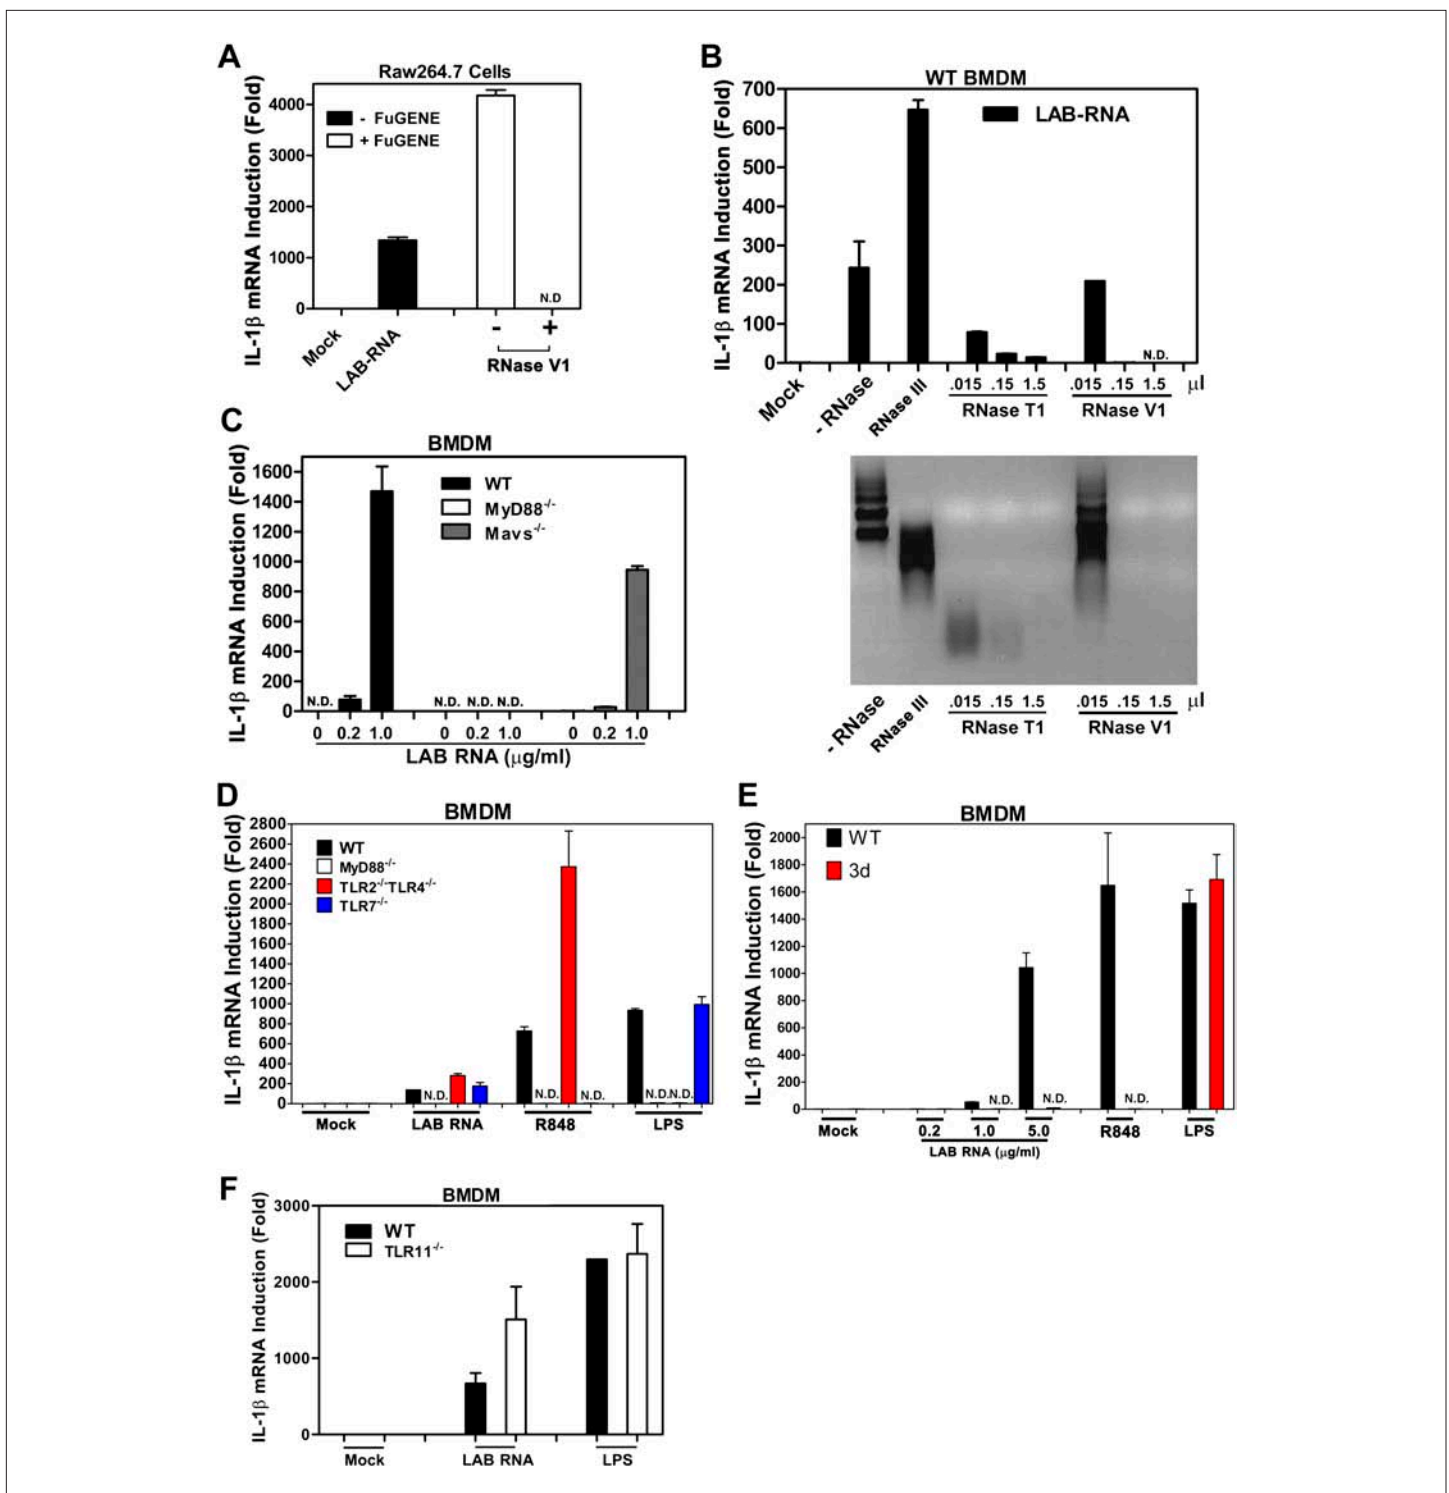 A
Raw264.7 Cells
IL-1β mRNA Induction (Fold)
4000
3000
2000
1000
0
- FuGENE
+ FuGENE
N.D
Mock
LAB-RNA
- +
RNase V1
B
WT BMDM
IL-1β mRNA Induction (Fold)
700
600
500
400
300
200
100
0
LAB-RNA
N.D.
Mock
- RNase
RNase III
.015 .15 1.5 .015 .15 1.5 μl
RNase T1 RNase V1
- RNase
RNase III
.015 .15 1.5 .015 .15 1.5 μl
RNase T1 RNase V1
C
BMDM
IL-1β mRNA Induction (Fold)
1600
1400
1200
1000
800
600
400
200
0
WT
MyD88-/-
Mavs-/-
N.D. N.D. N.D. N.D.
0 0.2 1.0 0 0.2 1.0 0 0.2 1.0
LAB RNA (μg/ml)
D
BMDM
IL-1β mRNA Induction (Fold)
2800
2600
2400
2200
2000
1800
1600
1400
1200
1000
800
600
400
200
0
WT
MyD88-/-
TLR2-/-TLR4-/-
TLR7-/-
N.D. N.D. N.D. N.D.N.D.
Mock LAB RNA R848 LPS
E
BMDM
IL-1β mRNA Induction (Fold)
2000
1800
1600
1400
1200
1000
800
600
400
200
0
WT
3d
N.D. N.D. N.D.
Mock 0.2 1.0 5.0 R848 LPS
LAB RNA (μg/ml)
F
BMDM
IL-1β mRNA Induction (Fold)
3000
2000
1000
0
WT
TLR11-/-
Mock LAB RNA LPS